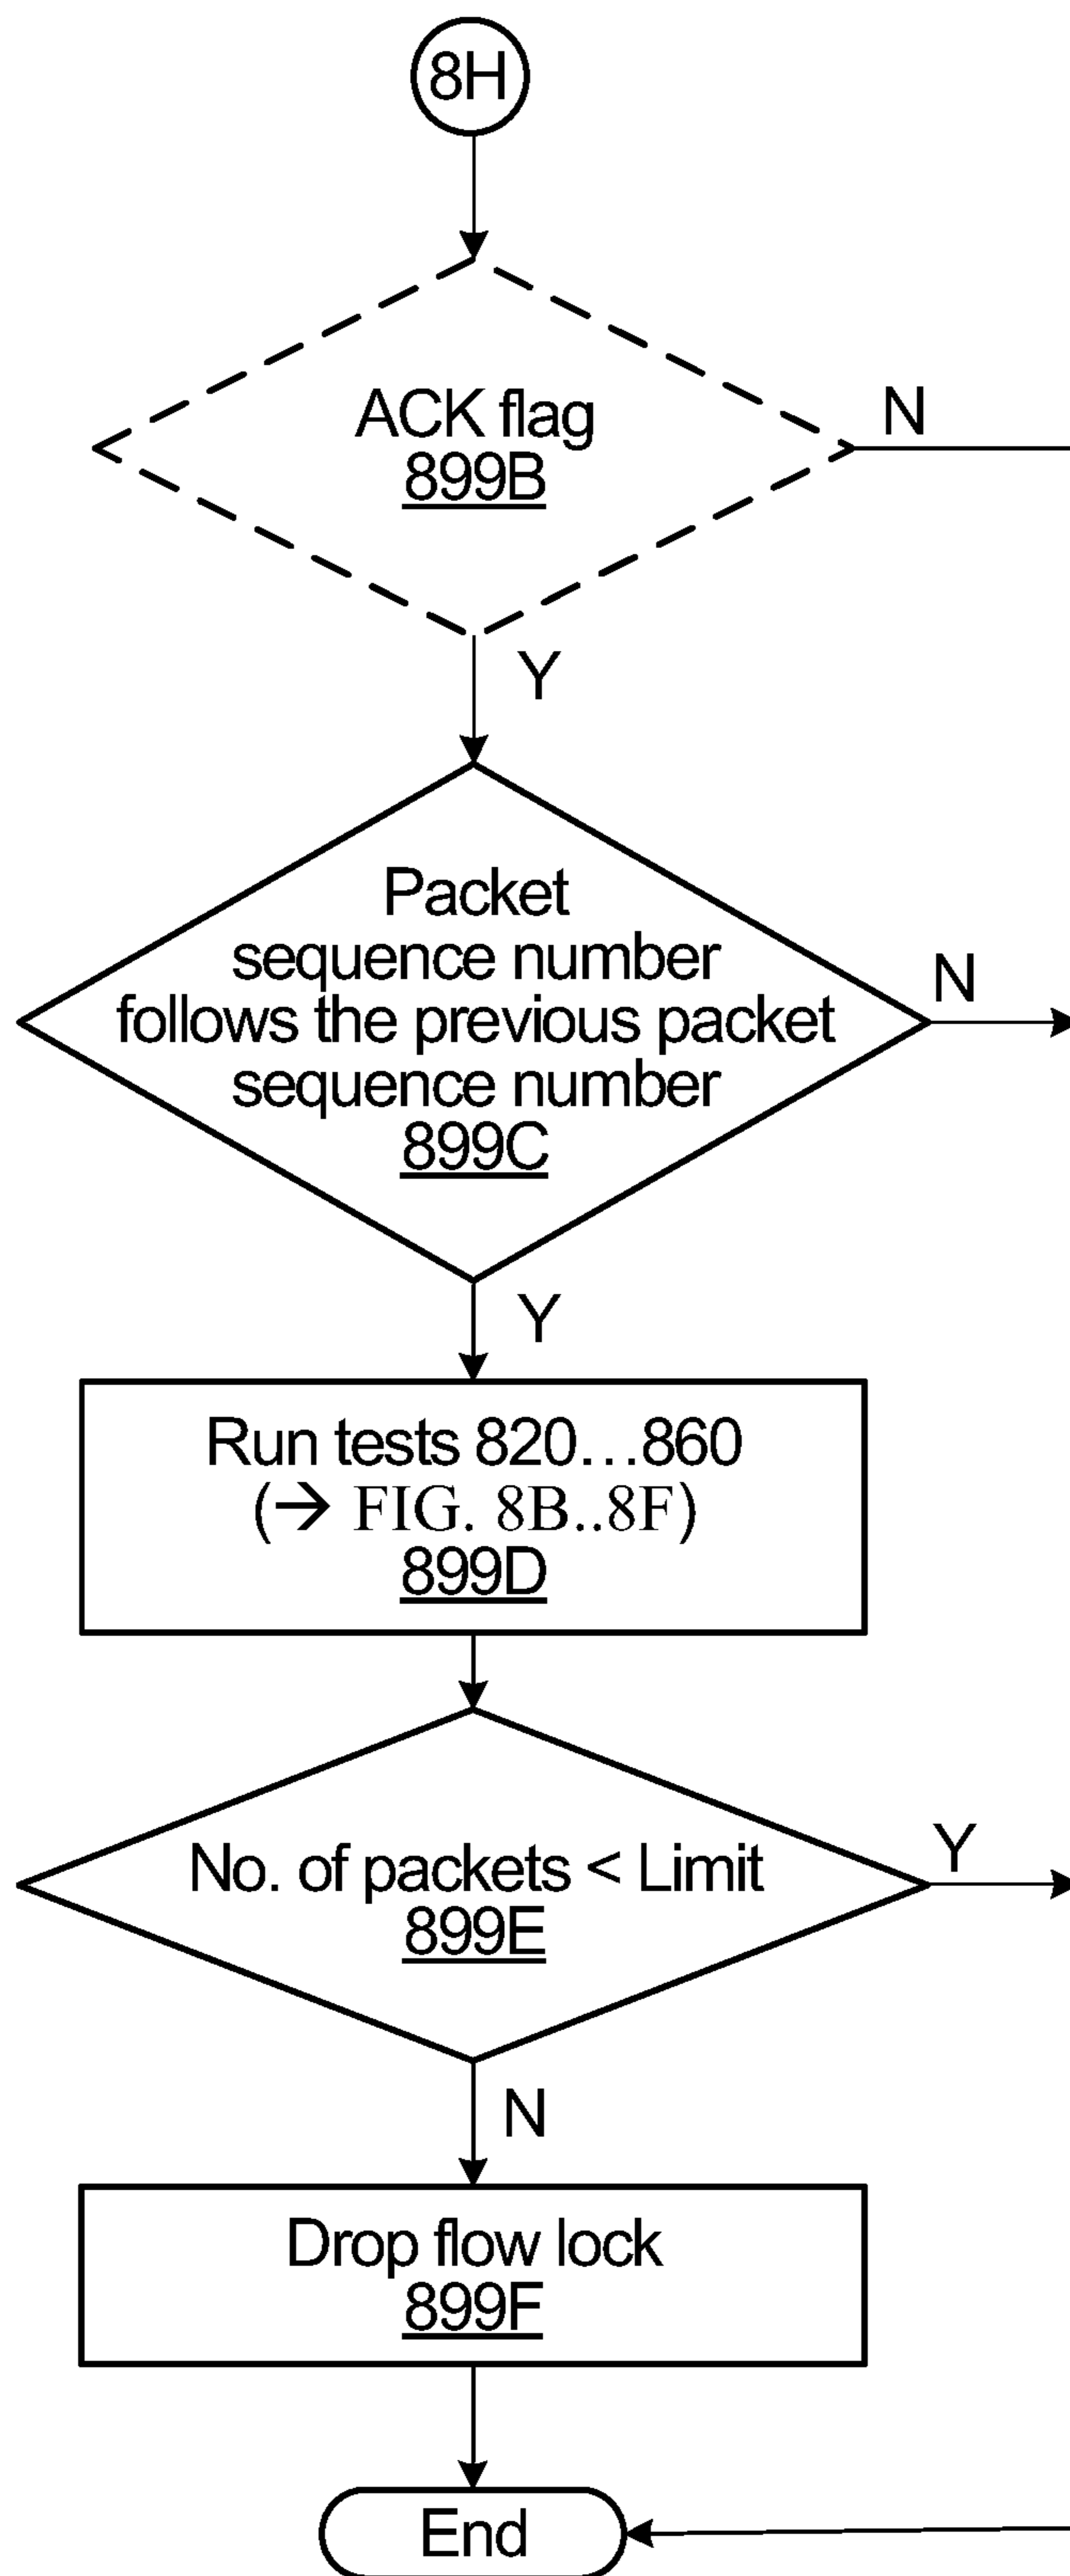 8H
ACK flag
899B
N
Y
Packet
sequence number
follows the previous packet
sequence number
899C
N
Y
Run tests 820...860
(→ FIG. 8B..8F)
899D
No. of packets < Limit
899E
Y
N
Drop flow lock
899F
End